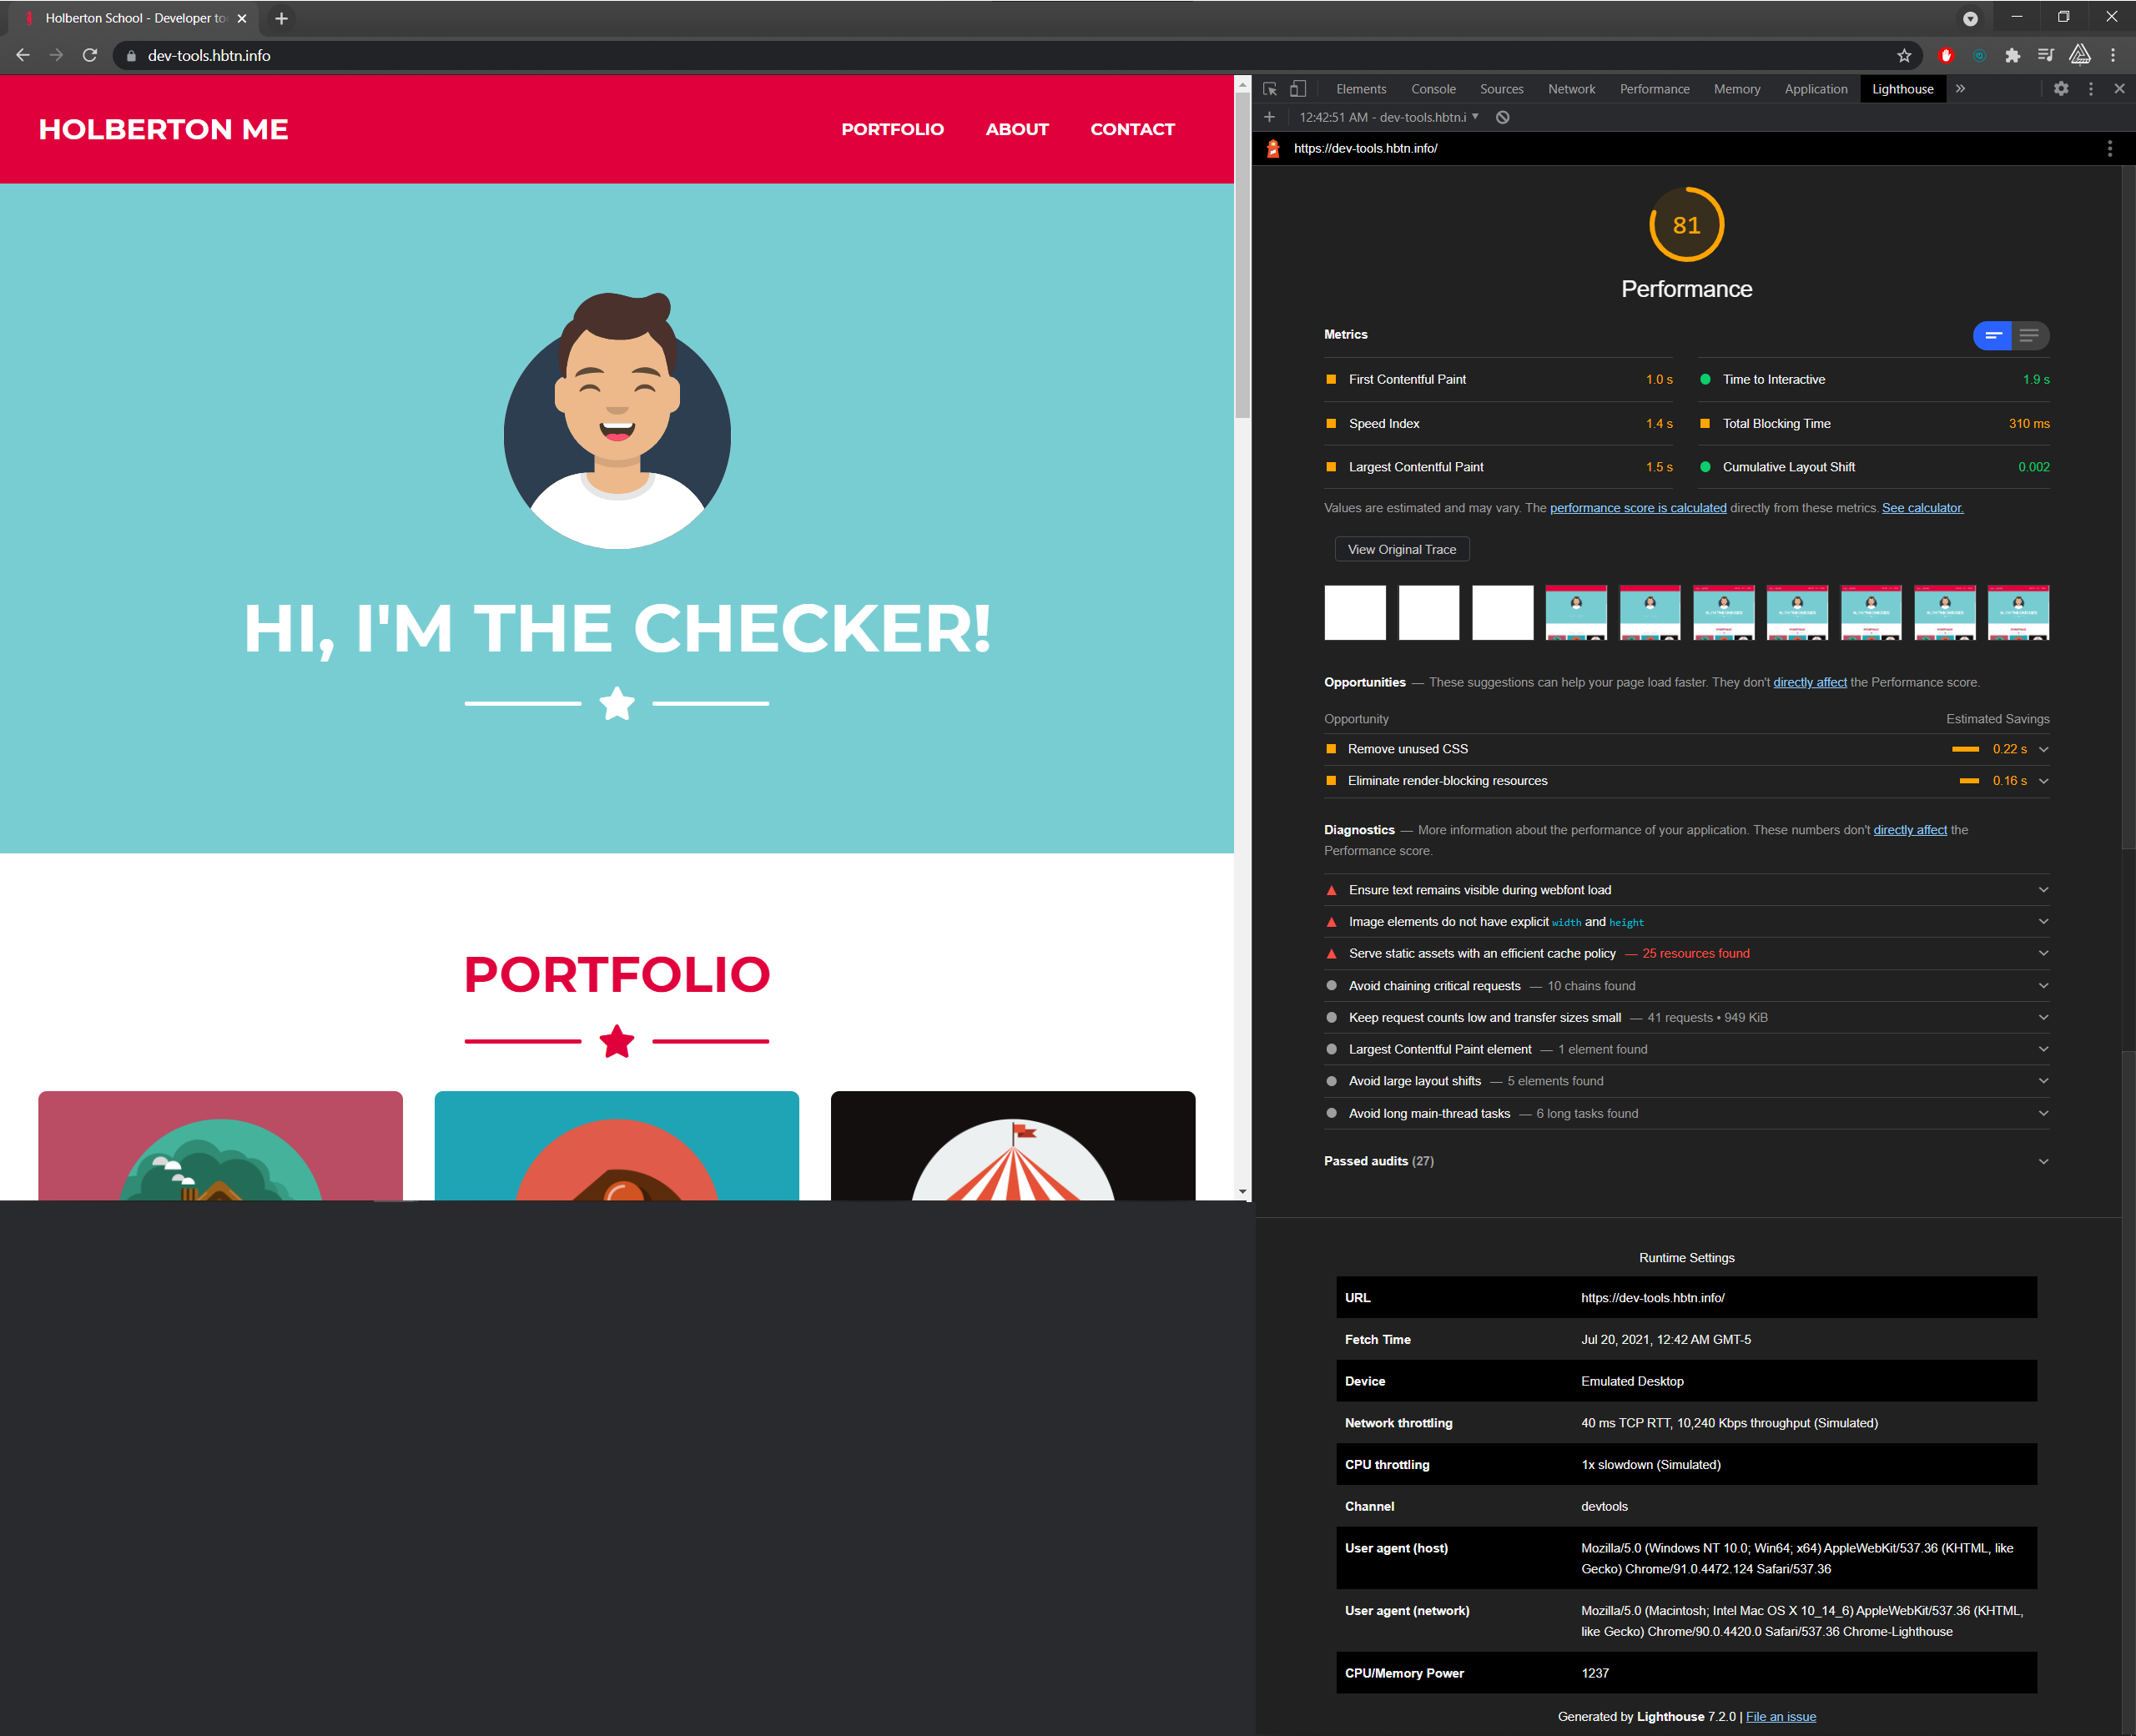 Holberton School - Developer to
dev-tools.hbtn.info
HOLBERTON ME
PORTFOLIO ABOUT CONTACT
HI, I'M THE CHECKER!
PORTFOLIO
Elements Console Sources Network Performance Memory Application Lighthouse
12:42:51 AM - dev-tools.hbtn.i
https://dev-tools.hbtn.info/
81
Performance
Metrics
First Contentful Paint 1.0 s
Time to Interactive 1.9 s
Speed Index 1.4 s
Total Blocking Time 310 ms
Largest Contentful Paint 1.5 s
Cumulative Layout Shift 0.002
Values are estimated and may vary. The performance score is calculated directly from these metrics. See calculator.
View Original Trace
Opportunities — These suggestions can help your page load faster. They don't directly affect the Performance score.
Opportunity Estimated Savings
Remove unused CSS 0.22 s
Eliminate render-blocking resources 0.16 s
Diagnostics — More information about the performance of your application. These numbers don't directly affect the
Performance score.
Ensure text remains visible during webfont load
Image elements do not have explicit width and height
Serve static assets with an efficient cache policy — 25 resources found
Avoid chaining critical requests — 10 chains found
Keep request counts low and transfer sizes small — 41 requests • 949 KiB
Largest Contentful Paint element — 1 element found
Avoid large layout shifts — 5 elements found
Avoid long main-thread tasks — 6 long tasks found
Passed audits (27)
Runtime Settings
URL https://dev-tools.hbtn.info/
Fetch Time Jul 20, 2021, 12:42 AM GMT-5
Device Emulated Desktop
Network throttling 40 ms TCP RTT, 10,240 Kbps throughput (Simulated)
CPU throttling 1x slowdown (Simulated)
Channel devtools
User agent (host) Mozilla/5.0 (Windows NT 10.0; Win64; x64) AppleWebKit/537.36 (KHTML, like
Gecko) Chrome/91.0.4472.124 Safari/537.36
User agent (network) Mozilla/5.0 (Macintosh; Intel Mac OS X 10_14_6) AppleWebKit/537.36 (KHTML,
like Gecko) Chrome/90.0.4420.0 Safari/537.36 Chrome-Lighthouse
CPU/Memory Power 1237
Generated by Lighthouse 7.2.0 | File an issue